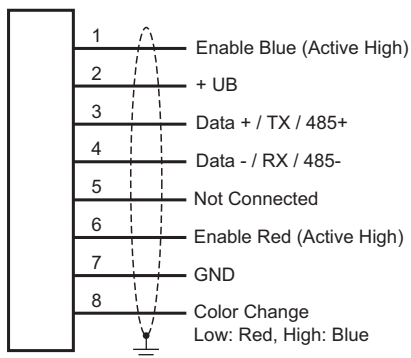 1 Enable Blue (Active High)
2 + UB
3 Data + / TX / 485+
4 Data - / RX / 485-
5 Not Connected
6 Enable Red (Active High)
7 GND
8 Color Change
Low: Red, High: Blue